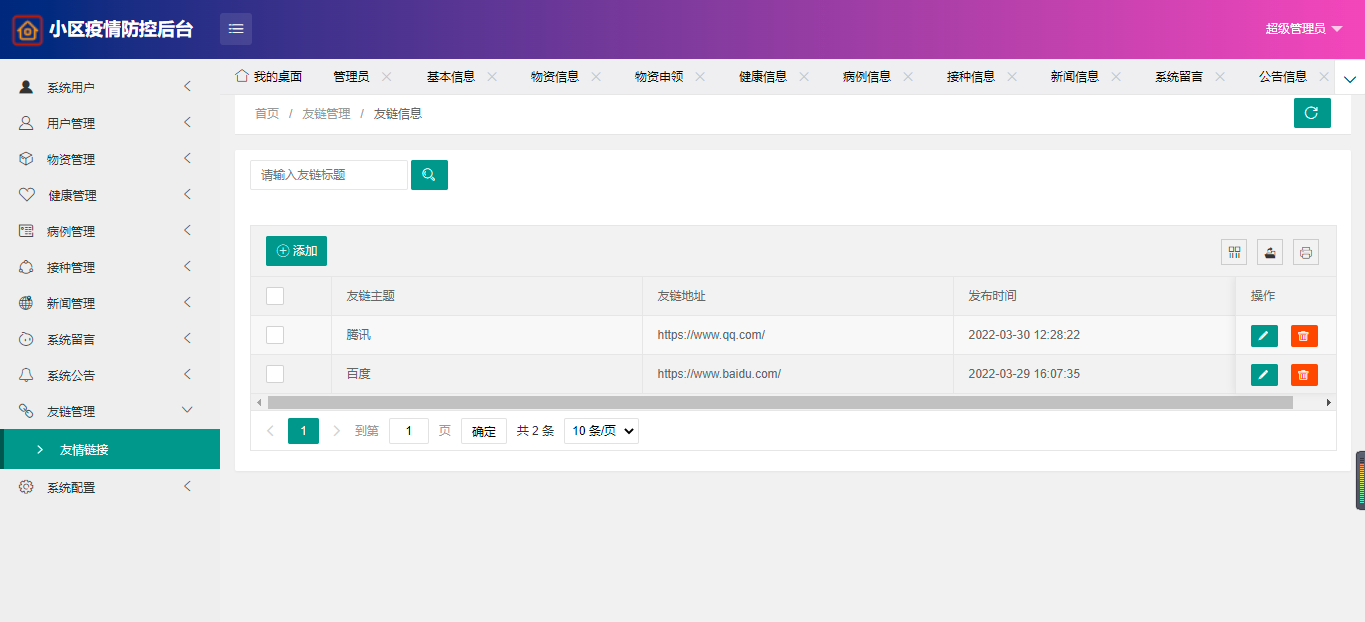 小区疫情防控后台
超级管理员
系统用户
用户管理
物资管理
健康管理
病例管理
接种管理
新闻管理
系统留言
系统公告
友链管理
友情链接
系统配置
我的桌面 管理员 基本信息 物资信息 物资申领 健康信息 病例信息 接种信息 新闻信息 系统留言 公告信息
首页 / 友链管理 / 友链信息
请输入友链标题
添加
友链主题 友链地址 发布时间 操作
腾讯 https://www.qq.com/ 2022-03-30 12:28:22
百度 https://www.baidu.com/ 2022-03-29 16:07:35
1 到第 1 页 确定 共 2 条 10 条/页